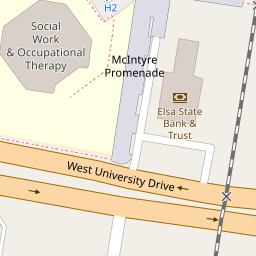 H2
Social
Work
& Occupational
Therapy
McIntyre
Promenade
Elsa State
Bank &
Trust
West University Drive